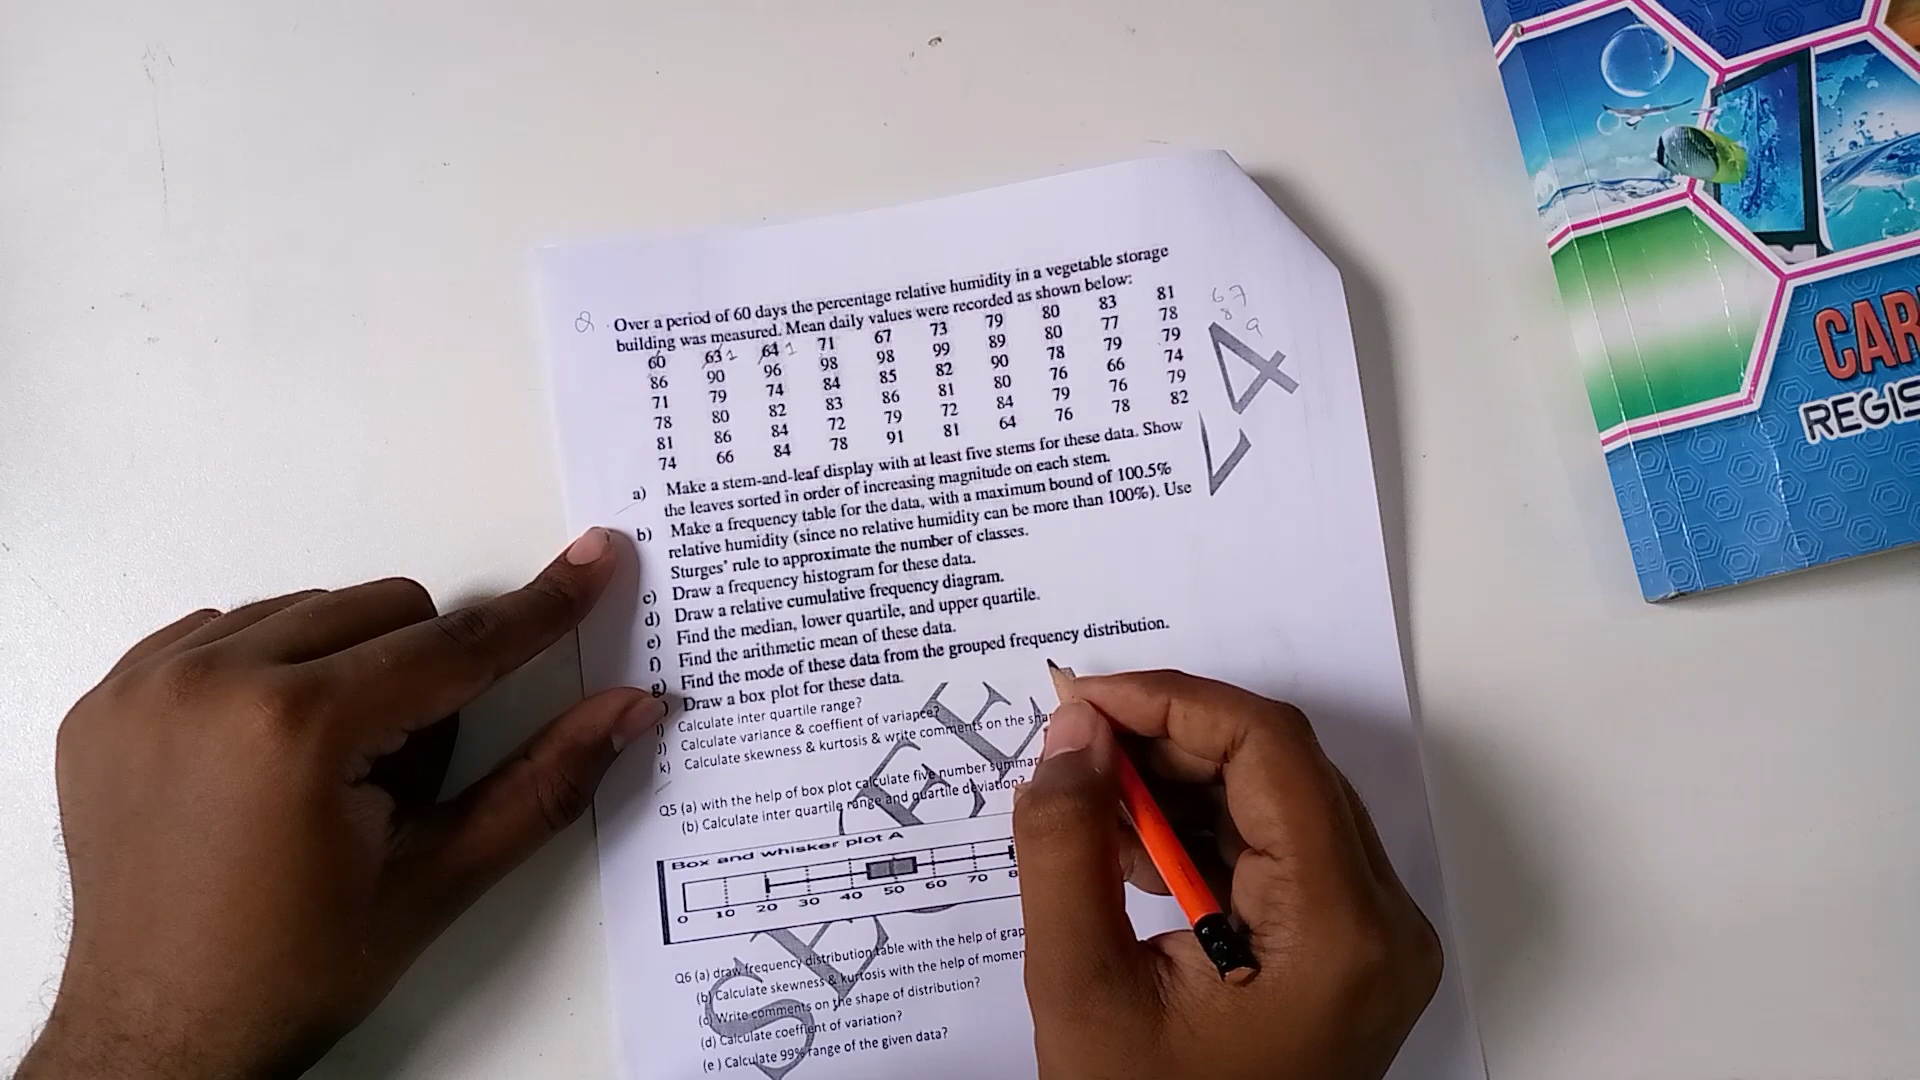 Q . Over a period of 60 days the percentage relative humidity in a vegetable storage
building was measured. Mean daily values were recorded as shown below:
60 63 1 64 1 71 67 73 79 80 83 81
86 90 96 98 98 99 89 80 77 78
71 79 74 84 85 82 90 78 79 79
78 80 82 83 86 81 80 76 66 74
81 86 84 72 79 72 84 79 76 79
74 66 84 78 91 81 64 76 78 82
67
8 9
a) Make a stem-and-leaf display with at least five stems for these data. Show
the leaves sorted in order of increasing magnitude on each stem.
b) Make a frequency table for the data, with a maximum bound of 100.5%
relative humidity (since no relative humidity can be more than 100%). Use
Sturges' rule to approximate the number of classes.
c) Draw a frequency histogram for these data.
d) Draw a relative cumulative frequency diagram.
e) Find the median, lower quartile, and upper quartile.
f) Find the arithmetic mean of these data.
g) Find the mode of these data from the grouped frequency distribution.
) Draw a box plot for these data.
i) Calculate inter quartile range?
J) Calculate variance & coeffient of variance?
k) Calculate skewness & kurtosis & write comments on the
Q5 (a) with the help of box plot calculate five number
(b) Calculate inter quartile range and quartile deviation?
Box and whisker plot A
0 10 20 30 40 50 60 70
Q6 (a) draw frequency distribution table with the help of
(b) Calculate skewness & kurtosis with the help of
(c) Write comments on the shape of distribution?
(d) Calculate coeffient of variation?
(e ) Calculate 99% range of the given data?
CAR
REGIS